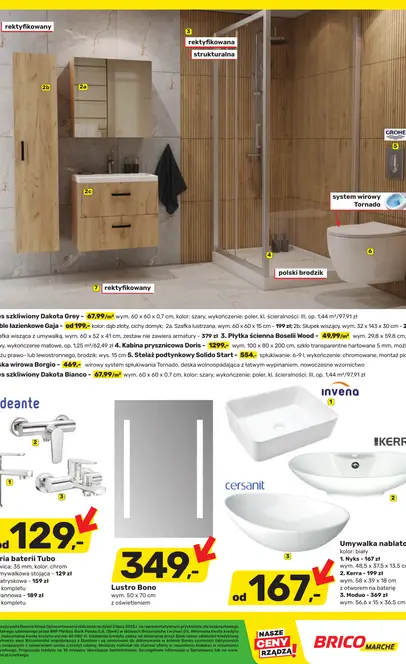 rektyfikowany
3
rektyfikowana
strukturalna
2a
2b
GROHE
5
system wirowy
Tornado
2c
6
4
polski brodzik
7
rektyfikowany
es szkliwiony Dakota Grey - 67,99/m² wym. 60 x 60 x 0,7 cm, kolor: szary, wykończenie: poler, kl. ścieralności: III, op. 1,44 m²/97,91 zł
ble łazienkowe Gaja - od 199,- kolor: dąb złoty, cichy domyk: 2a. Szafka lustrzana, wym. 60 x 60 x 15 cm - 199 zł; 2b: Słupek wiszący, wym. 32 x 143 x 30 cm - 2
afka wisząca z umywalką, wym. 60 x 52 x 41 cm, zestaw nie zawiera armatury - 379 zł 3. Płytka ścienna Boselli Wood - 49,99/m² wym. 29,8 x 59,8 cm,
y, wykończenie: matowe, op. 1,25 m²/62,49 zł 4. Kabina prysznicowa Doris - 1299,- wym. 100 x 80 x 200 cm, szkło transparentne hartowane 5 mm, możl
żu prawo- lub lewostronnego, brodzik: wys. 15 cm 5. Stelaż podtynkowy Solido Start - 554,- spłukiwanie: 6-9 l, wykończenie: chromowane, montaż po
ska wirowa Borgio - 469,- wirowy system spłukiwania Tornado, deska wolnoopadająca z łatwym wypinaniem, nowoczesne wzornictwo
es szkliwiony Dakota Bianco - 67,99/m² wym. 60 x 60 x 0,7 cm, kolor: szary, wykończenie: poler, kl. ścieralności: III, op. 1,44 m²/97,91 zł
deante
invena
1
2
KERR
2
1
3
cersanit
3
od 129,-
ria baterii Tubo
wica: 35 mm, kolor: chrom
mywalkowa stojąca - 129 zł
atryskowa - 159 zł
komplety
annowa - 189 zł
komplety
349,-
Lustro Bono
wym. 50 x 70 cm
z oświetleniem
od 167,-
Umywalka nablato
kolor: biały
1. Nyks - 167 zł
wym. 48,5 x 37,5 x 13,5 c
2. Kerra - 199 zł
wym. 58 x 39 x 18 cm
z otworem na baterię
3. Moduo - 369 zł
wym. 56,6 x 15 x 36,5 cm
NASZE
CENY
RZĄDZĄ!
BRICO
MARCHE